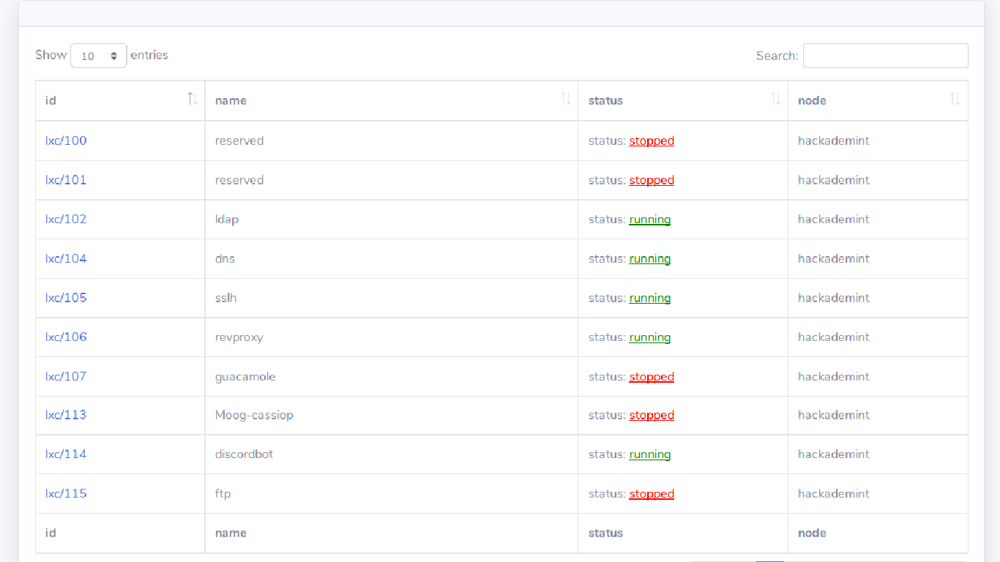 Show 10 entries Search:
id name status node
lxc/100 reserved status: stopped hackademint
lxc/101 reserved status: stopped hackademint
lxc/102 ldap status: running hackademint
lxc/104 dns status: running hackademint
lxc/105 sslh status: running hackademint
lxc/106 revproxy status: running hackademint
lxc/107 guacamole status: stopped hackademint
lxc/113 Moog-cassiop status: stopped hackademint
lxc/114 discordbot status: running hackademint
lxc/115 ftp status: stopped hackademint
id name status node